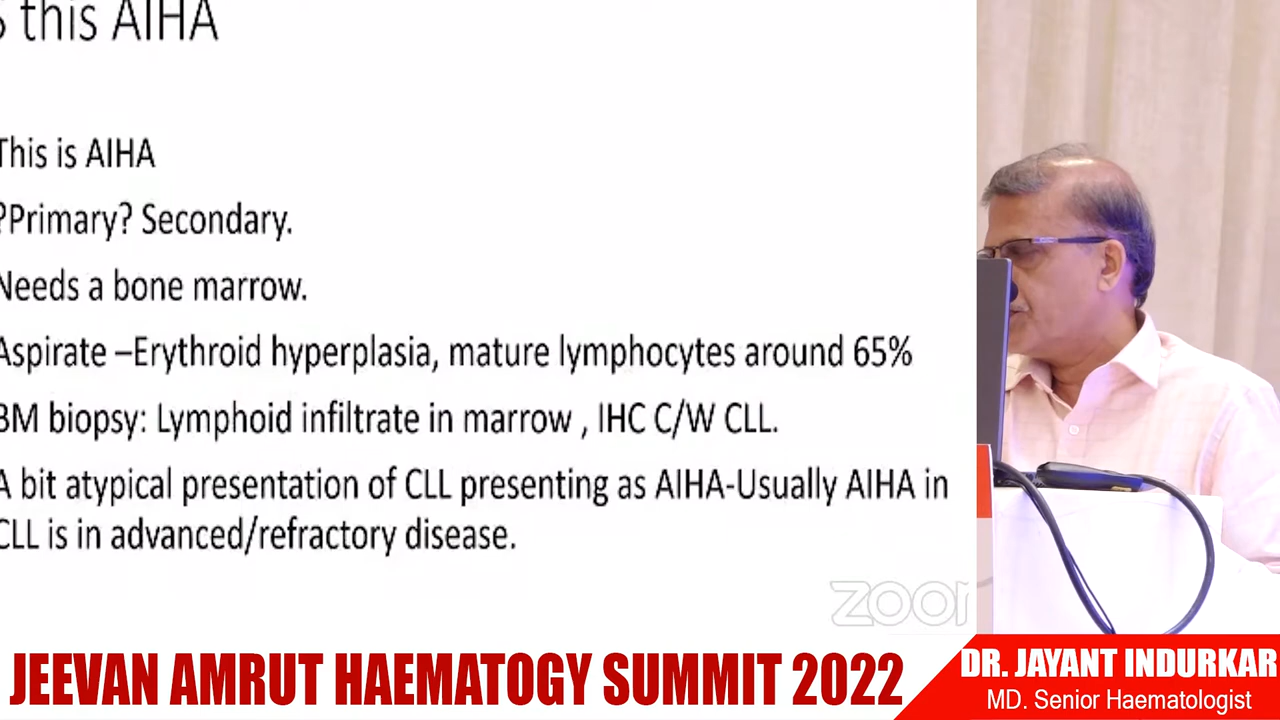 this AIHA
This is AIHA
?Primary? Secondary.
Needs a bone marrow.
Aspirate –Erythroid hyperplasia, mature lymphocytes around 65%
BM biopsy: Lymphoid infiltrate in marrow , IHC C/W CLL.
A bit atypical presentation of CLL presenting as AIHA-Usually AIHA in
CLL is in advanced/refractory disease.
zoom
JEEVAN AMRUT HAEMATOGY SUMMIT 2022
DR. JAYANT INDURKAR
MD. Senior Haematologist